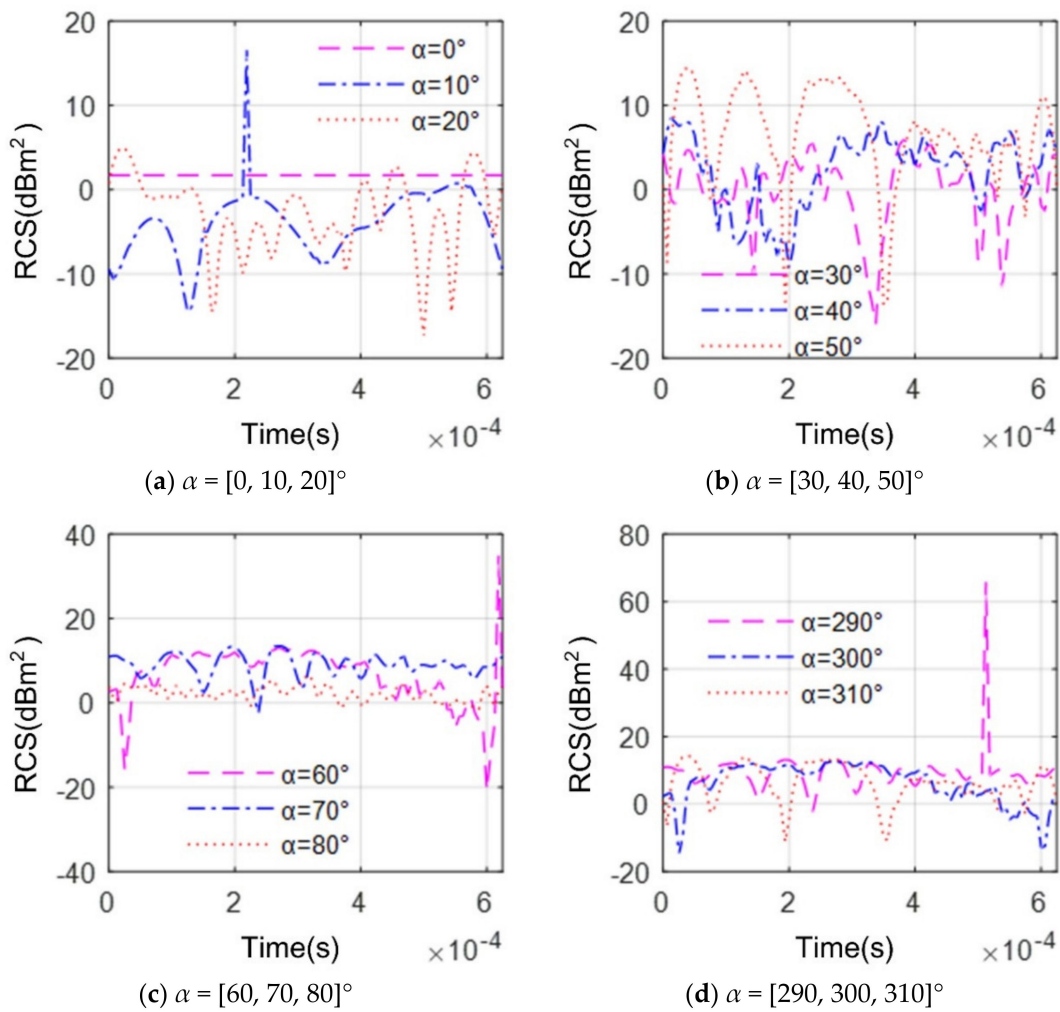 20
10
0
-10
-20
RCS(dBm²)
α=0°
α=10°
α=20°
0 2 4 6
Time(s) ×10⁻⁴
(a) α = [0, 10, 20]°
20
10
0
-10
-20
RCS(dBm²)
α=30°
α=40°
α=50°
0 2 4 6
Time(s) ×10⁻⁴
(b) α = [30, 40, 50]°
40
20
0
-20
-40
RCS(dBm²)
α=60°
α=70°
α=80°
0 2 4 6
Time(s) ×10⁻⁴
(c) α = [60, 70, 80]°
80
60
40
20
0
-20
RCS(dBm²)
α=290°
α=300°
α=310°
0 2 4 6
Time(s) ×10⁻⁴
(d) α = [290, 300, 310]°